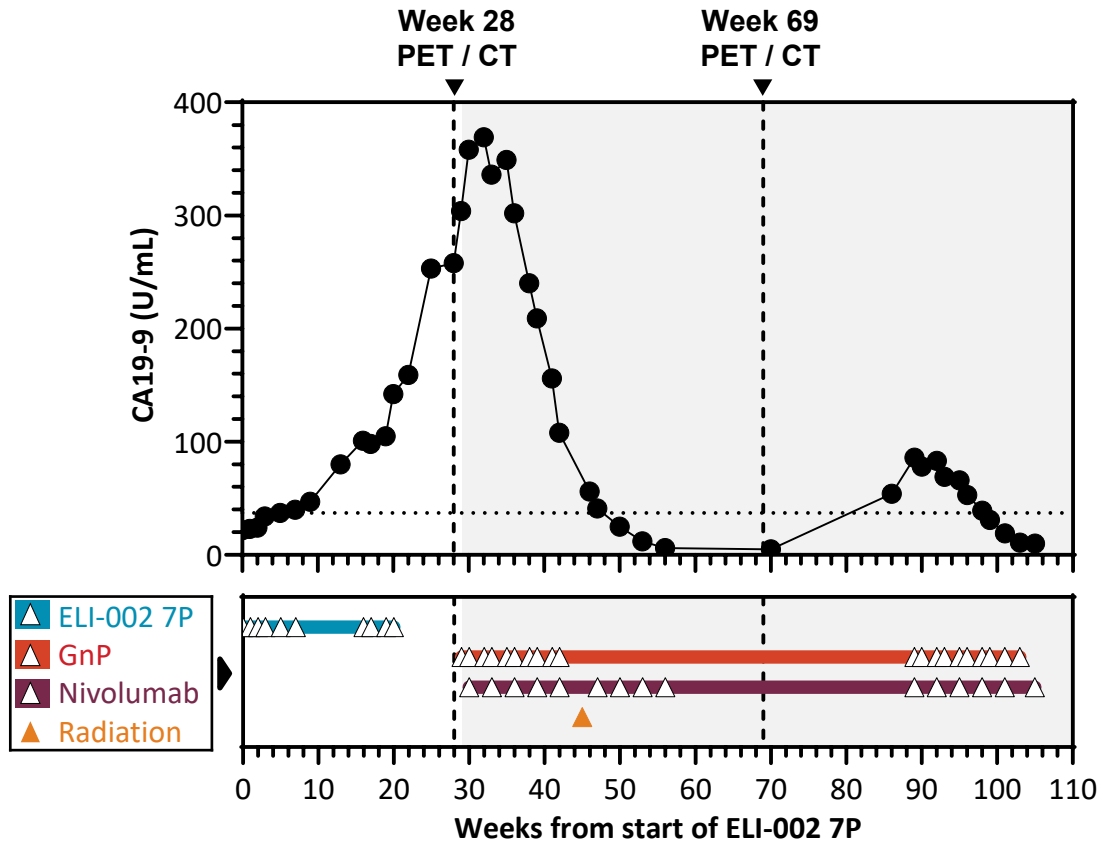 Week 28
PET / CT
Week 69
PET / CT
CA19-9 (U/mL)
400
300
200
100
0
ELI-002 7P
GnP
Nivolumab
Radiation
0 10 20 30 40 50 60 70 80 90 100 110
Weeks from start of ELI-002 7P